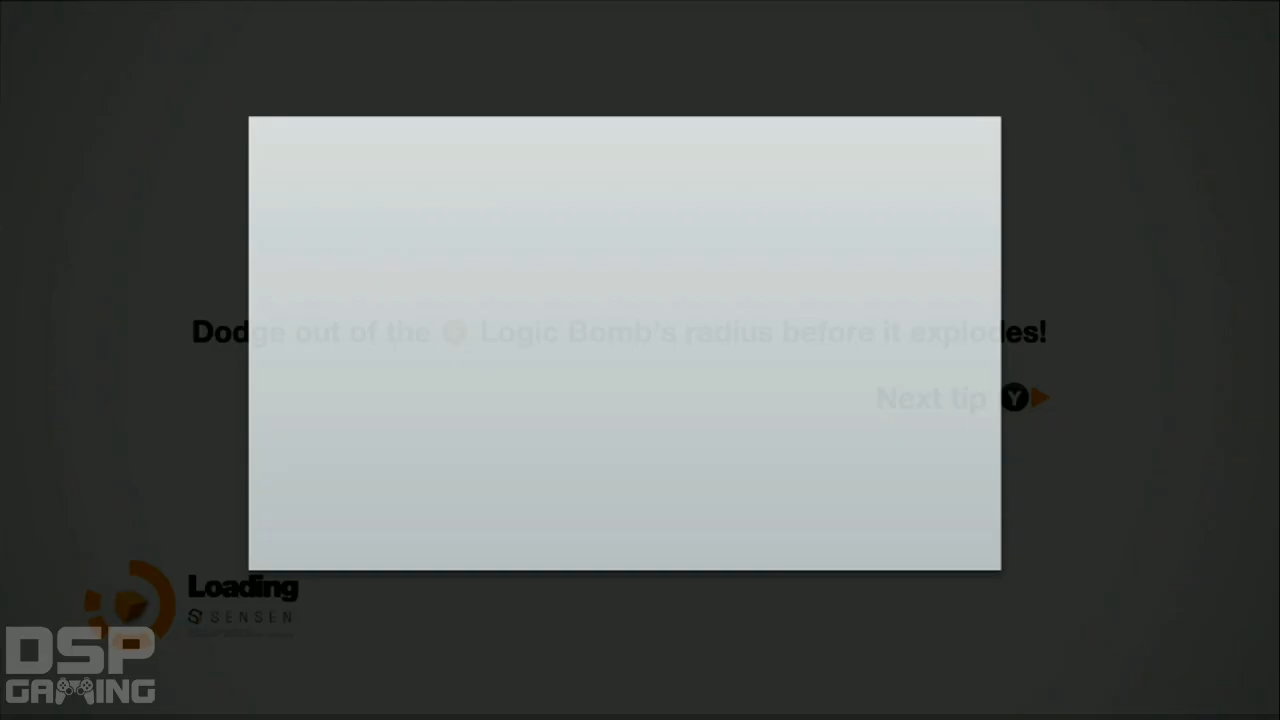 Dodge out of the Logic Bomb's radius before it explodes!
Next tip Y
Loading
SENSEN
DSP
GAMING